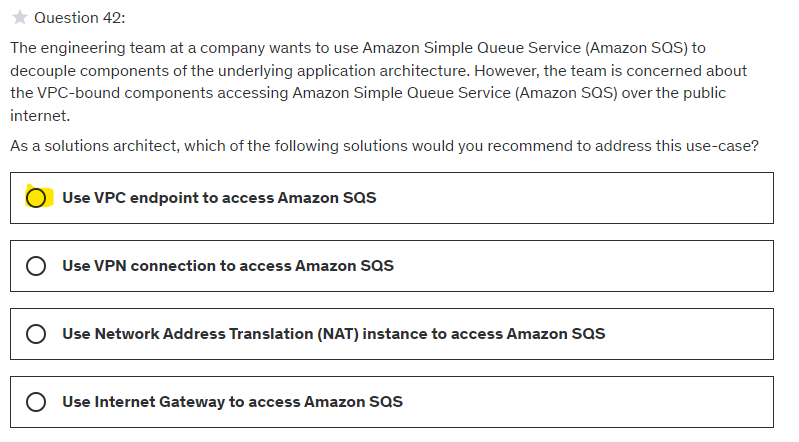 Question 42:
The engineering team at a company wants to use Amazon Simple Queue Service (Amazon SQS) to
decouple components of the underlying application architecture. However, the team is concerned about
the VPC-bound components accessing Amazon Simple Queue Service (Amazon SQS) over the public
internet.
As a solutions architect, which of the following solutions would you recommend to address this use-case?
Use VPC endpoint to access Amazon SQS
Use VPN connection to access Amazon SQS
Use Network Address Translation (NAT) instance to access Amazon SQS
Use Internet Gateway to access Amazon SQS